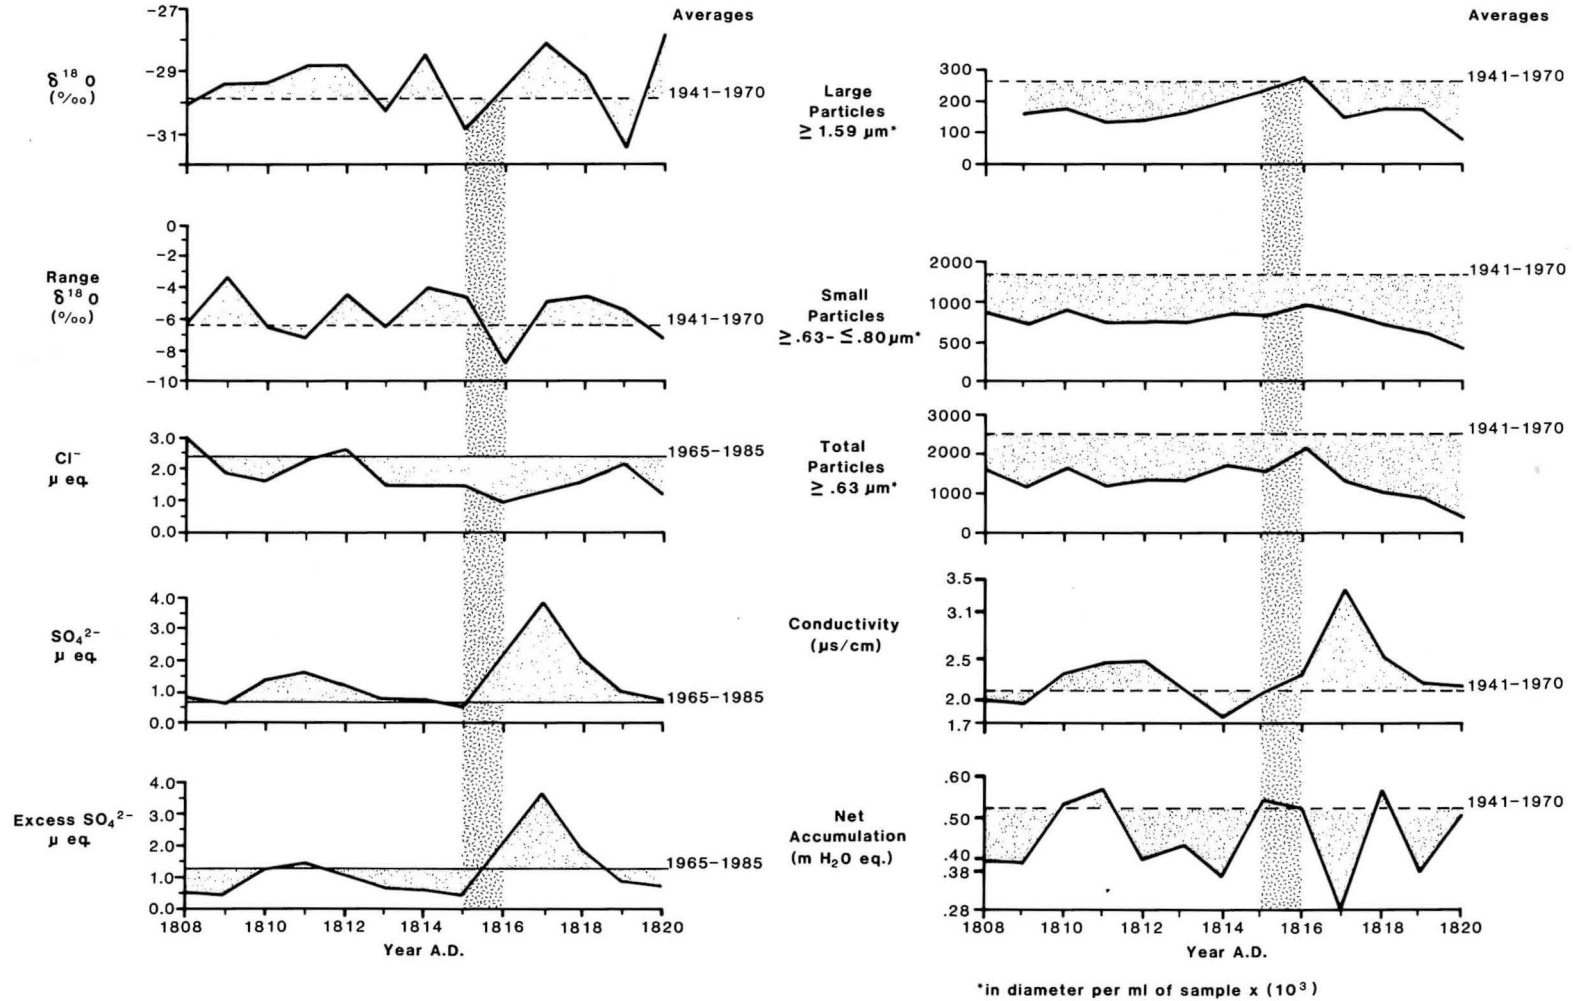 Averages
δ¹⁸O
(º/ₒₒ)
-27
-29
-31
1941-1970
Range
δ¹⁸O
(º/ₒₒ)
0
-2
-4
-6
-8
-10
1941-1970
Cl⁻
µ eq.
3.0
2.0
1.0
0.0
1965-1985
SO₄²⁻
µ eq.
4.0
3.0
2.0
1.0
0.0
1965-1985
Excess SO₄²⁻
µ eq.
4.0
3.0
2.0
1.0
0.0
1965-1985
1808 1810 1812 1814 1816 1818 1820
Year A.D.
Averages
Large
Particles
≥ 1.59 µm*
300
200
100
0
1941-1970
Small
Particles
≥.63- ≤.80µm*
2000
1000
500
0
1941-1970
Total
Particles
≥ .63 µm*
3000
2000
1000
0
1941-1970
Conductivity
(µs/cm)
3.5
3.1
2.5
2.0
1.7
1941-1970
Net
Accumulation
(m H₂O eq.)
.60
.50
.40
.38
.28
1941-1970
1808 1810 1812 1814 1816 1818 1820
Year A.D.
*in diameter per ml of sample x (10³)